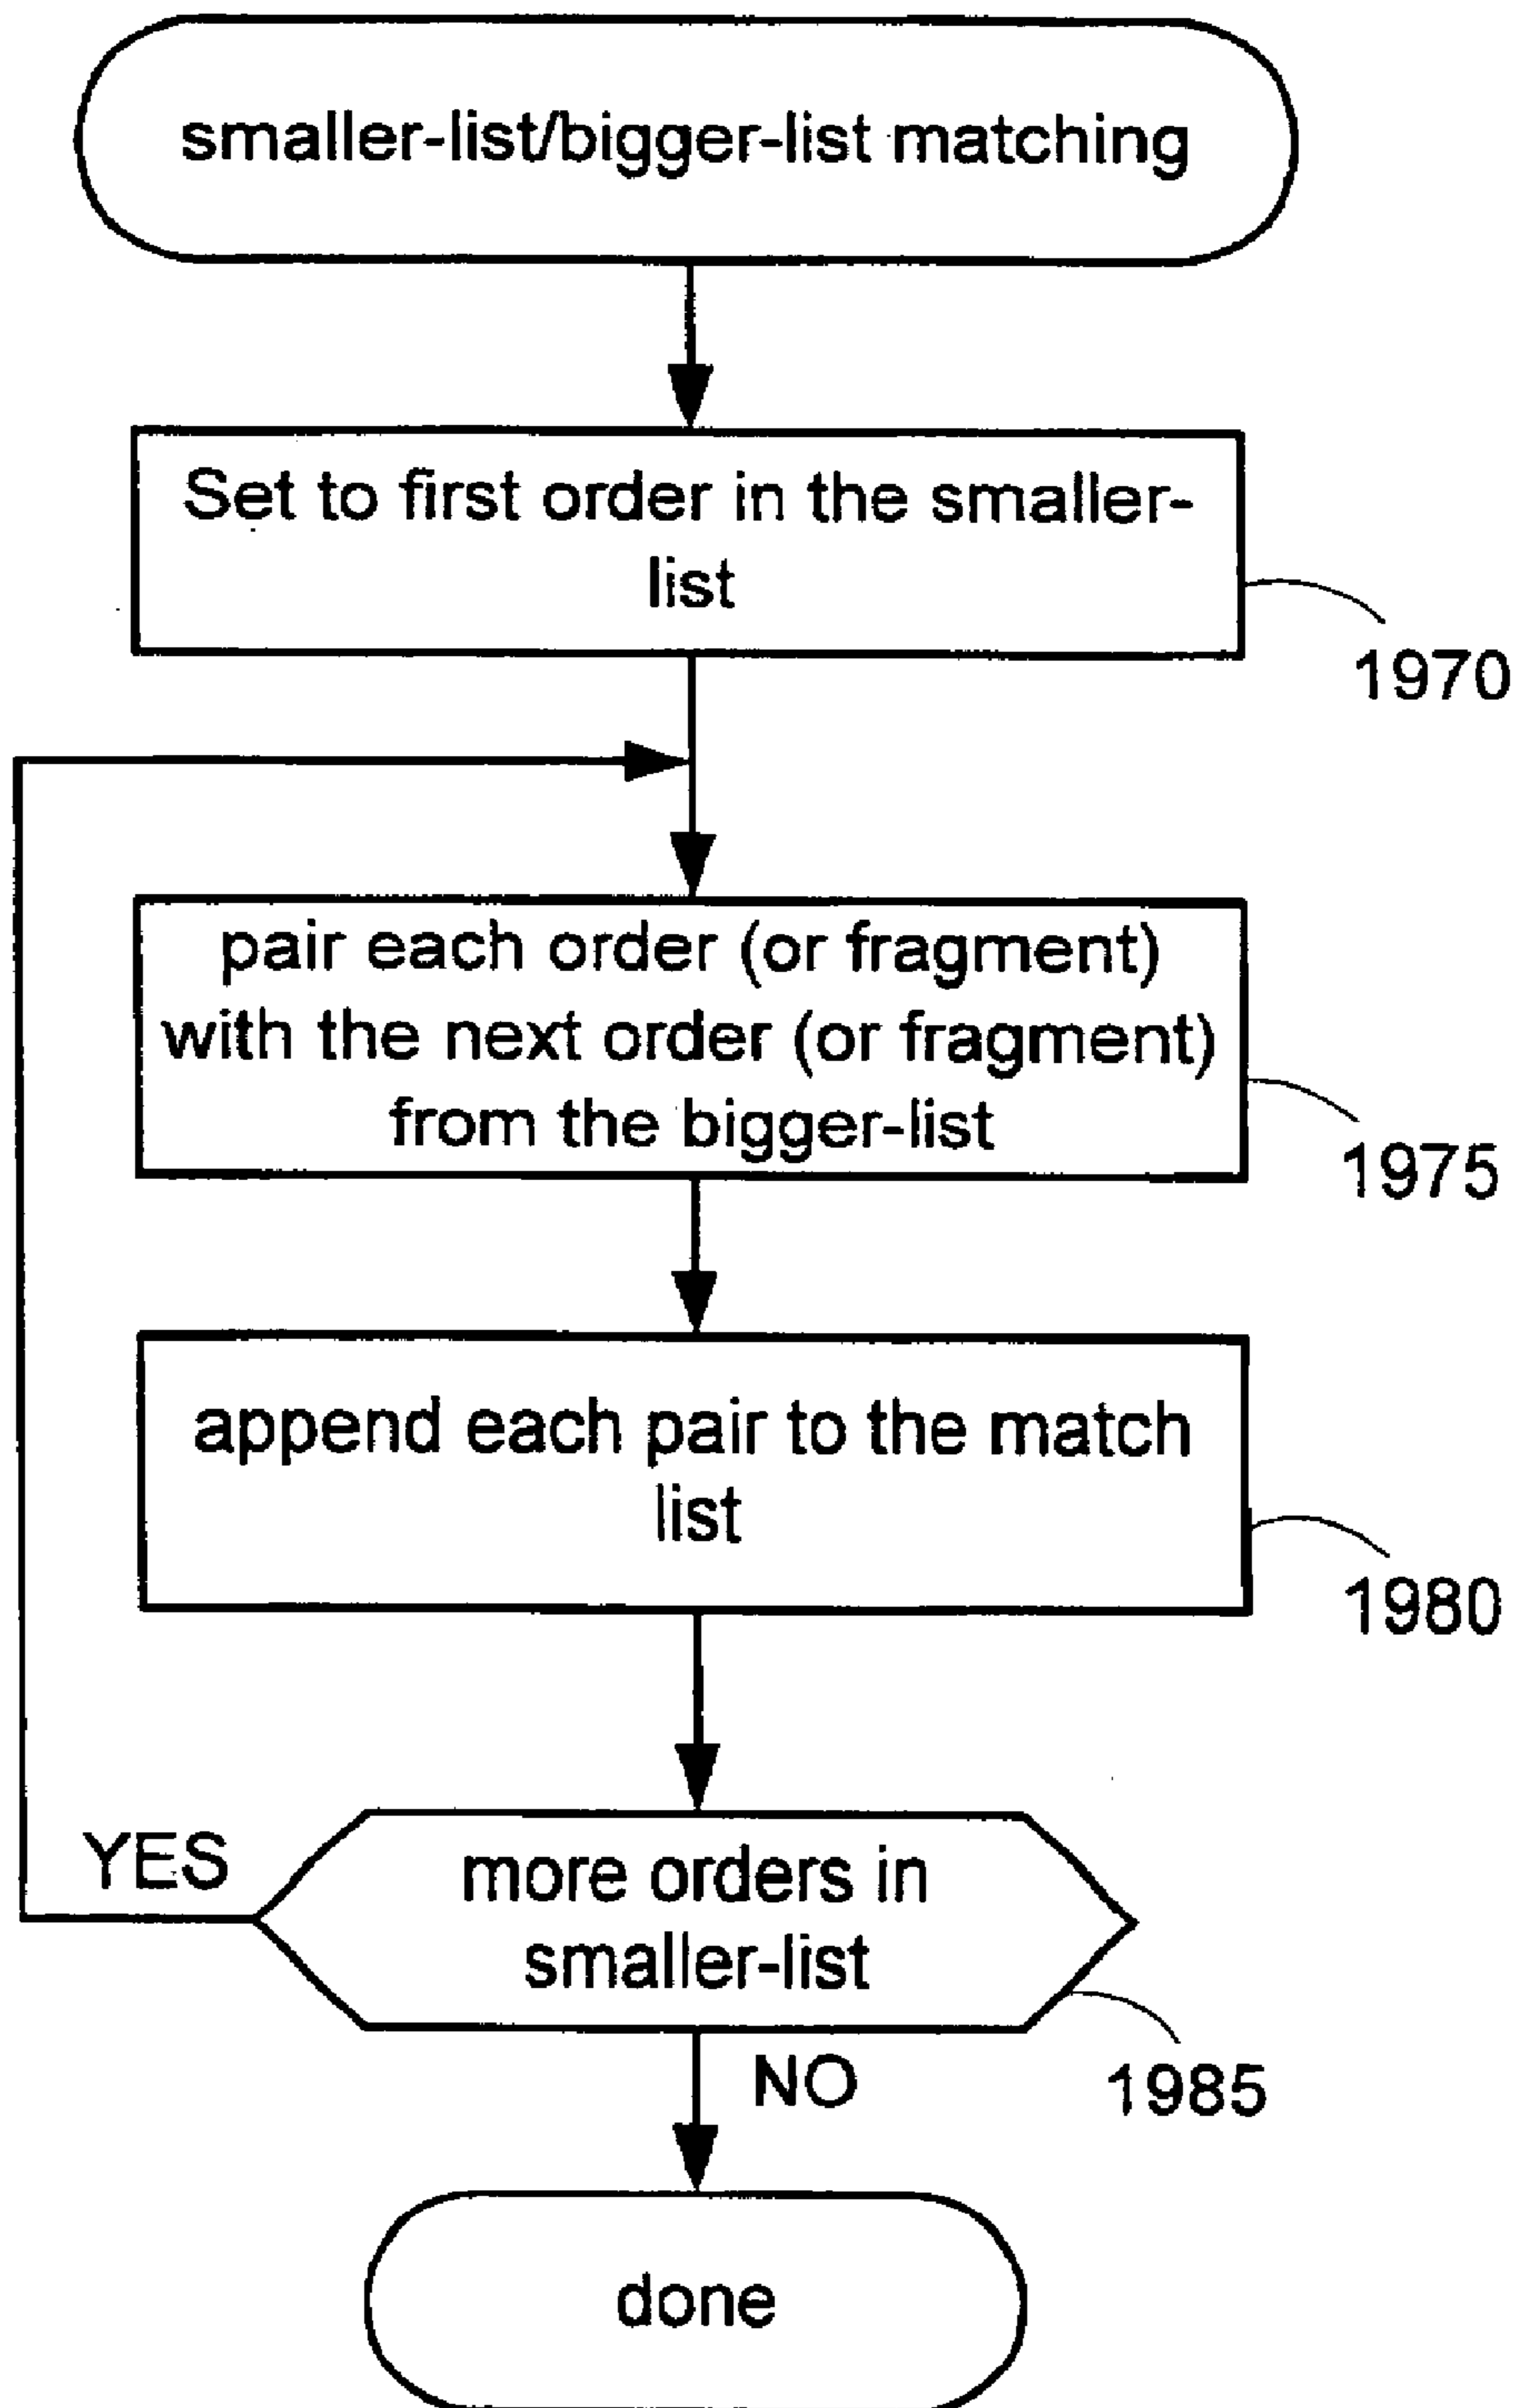 smaller-list/bigger-list matching
Set to first order in the smaller-
list
1970
pair each order (or fragment)
with the next order (or fragment)
from the bigger-list
1975
append each pair to the match
list
1980
YES
more orders in
smaller-list
1985
NO
done